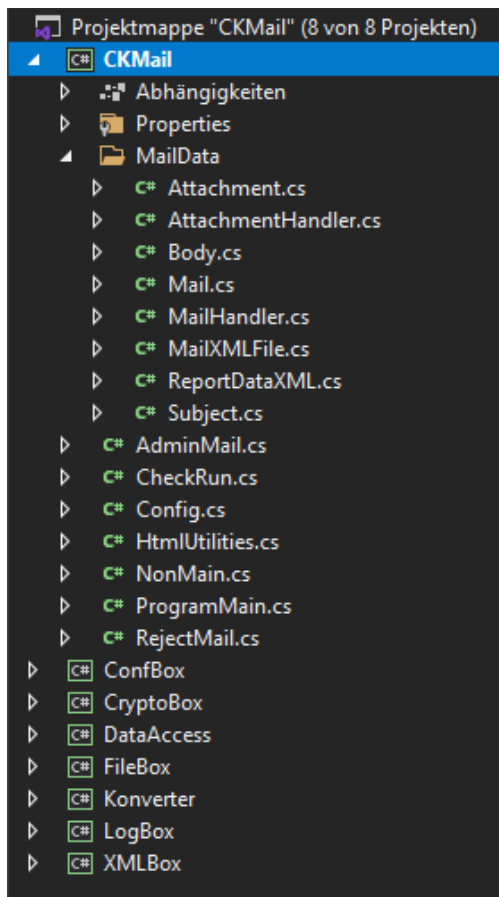 Projektmappe "CKMail" (8 von 8 Projekten)
C# CKMail
Abhängigkeiten
Properties
MailData
C# Attachment.cs
C# AttachmentHandler.cs
C# Body.cs
C# Mail.cs
C# MailHandler.cs
C# MailXMLFile.cs
C# ReportDataXML.cs
C# Subject.cs
C# AdminMail.cs
C# CheckRun.cs
C# Config.cs
C# HtmlUtilities.cs
C# NonMain.cs
C# ProgramMain.cs
C# RejectMail.cs
C# ConfBox
C# CryptoBox
C# DataAccess
C# FileBox
C# Konverter
C# LogBox
C# XMLBox